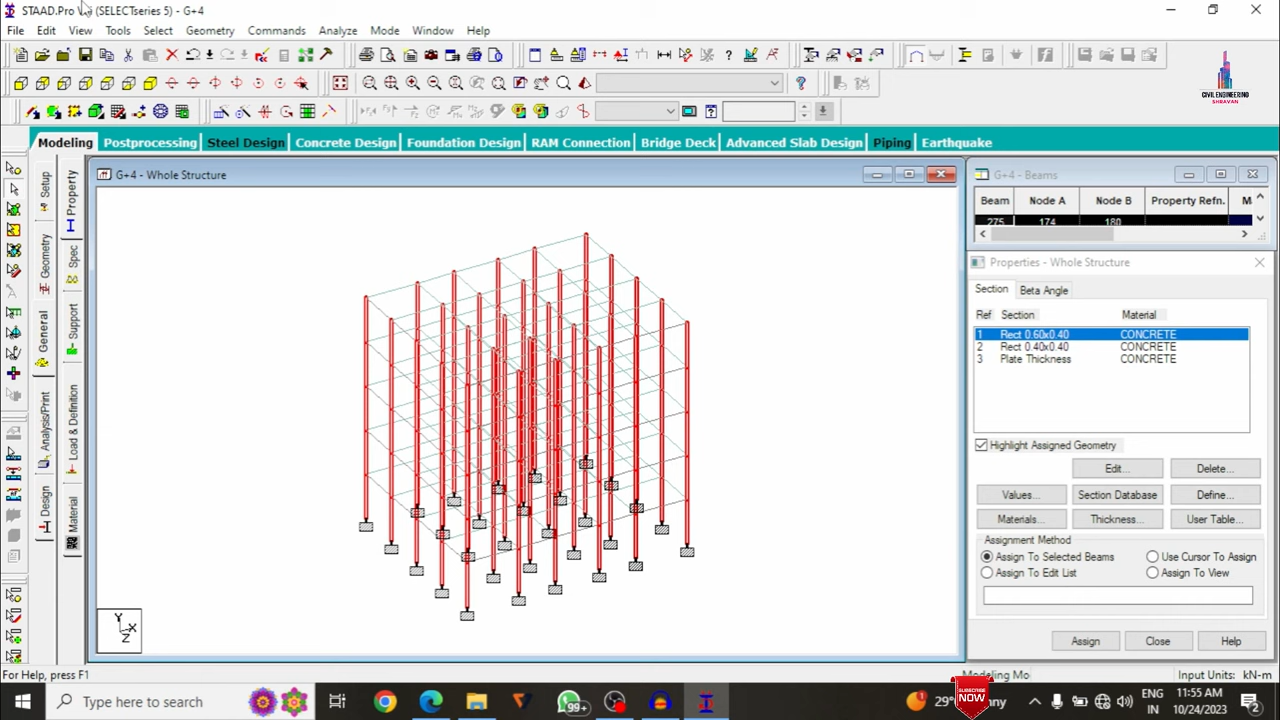 STAAD.Pro V8i (SELECTseries 5) - G+4
File Edit View Tools Select Geometry Commands Analyze Mode Window Help
CIVIL ENGINEERING
SHRAVAN
Modeling Postprocessing Steel Design Concrete Design Foundation Design RAM Connection Bridge Deck Advanced Slab Design Piping Earthquake
Setup
Geometry
General
Analysis/Print
Design
Property
Spec
Support
Load & Definition
Material
G+4 - Whole Structure
Y
X
Z
G+4 - Beams
Beam Node A Node B Property Refn. M
275 174 180
Properties - Whole Structure
Section Beta Angle
Ref Section Material
1 Rect 0.60x0.40 CONCRETE
2 Rect 0.40x0.40 CONCRETE
3 Plate Thickness CONCRETE
Highlight Assigned Geometry
Edit... Delete...
Values... Section Database Define...
Materials... Thickness... User Table...
Assignment Method
Assign To Selected Beams Use Cursor To Assign
Assign To Edit List Assign To View
Assign Close Help
For Help, press F1 Modeling Mo Input Units: kN-m
Type here to search 99+ 29° nny ENG IN 11:55 AM 10/24/2023 2
SUBSCRIBE
NOW